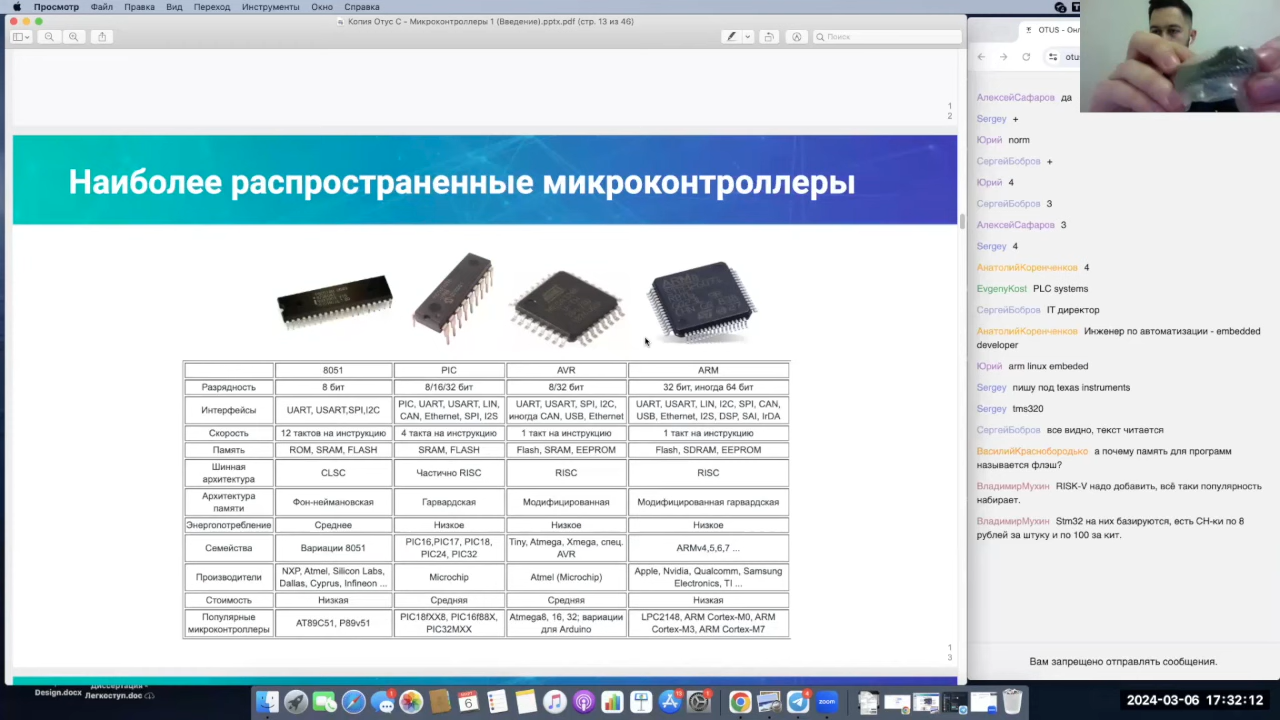 Просмотр Файл Правка Вид Переход Инструменты Окно Справка
Копия Отус С - Микроконтроллеры 1 (Введение).pptx.pdf (стр. 13 из 46)
Поиск
1
2
Наиболее распространенные микроконтроллеры
8051 PIC AVR ARM
Разрядность 8 бит 8/16/32 бит 8/32 бит 32 бит, иногда 64 бит
Интерфейсы UART, USART,SPI,I2C PIC, UART, USART, LIN, CAN, Ethernet, SPI, I2S UART, USART, SPI, I2C, иногда CAN, USB, Ethernet UART, USART, LIN, I2C, SPI, CAN, USB, Ethernet, I2S, DSP, SAI, IrDA
Скорость 12 тактов на инструкцию 4 такта на инструкцию 1 такт на инструкцию 1 такт на инструкцию
Память ROM, SRAM, FLASH SRAM, FLASH Flash, SRAM, EEPROM Flash, SDRAM, EEPROM
Шинная архитектура CLSC Частично RISC RISC RISC
Архитектура памяти Фон-неймановская Гарвардская Модифицированная Модифицированная гарвардская
Энергопотребление Среднее Низкое Низкое Низкое
Семейства Вариации 8051 PIC16,PIC17, PIC18, PIC24, PIC32 Tiny, Atmega, Xmega, спец. AVR ARMv4,5,6,7 ...
Производители NXP, Atmel, Silicon Labs, Dallas, Cyprus, Infineon ... Microchip Atmel (Microchip) Apple, Nvidia, Qualcomm, Samsung Electronics, TI ...
Стоимость Низкая Средняя Средняя Низкая
Популярные микроконтроллеры AT89C51, P89v51 PIC18fXX8, PIC16f88X, PIC32MXX Atmega8, 16, 32; вариации для Arduino LPC2148, ARM Cortex-M0, ARM Cortex-M3, ARM Cortex-M7
1
3
OTUS - Он
otu
АлексейСафаров да
Sergey +
Юрий norm
СергейБобров +
Юрий 4
СергейБобров 3
АлексейСафаров 3
Sergey 4
АнатолийКоренченков 4
EvgenyKost PLC systems
СергейБобров IT директор
АнатолийКоренченков Инженер по автоматизации - embedded
developer
Юрий arm linux embeded
Sergey пишу под texas instruments
Sergey tms320
СергейБобров все видно, текст читается
ВасилийКраснобородько а почему память для программ
называется флэш?
ВладимирМухин RISK-V надо добавить, всё таки популярность
набирает.
ВладимирМухин Stm32 на них базируются, есть CH-ки по 8
рублей за штуку и по 100 за кит.
Вам запрещено отправлять сообщения.
Design.docx
Легкоступ.doc
6
zoom
2024-03-06 17:32:12